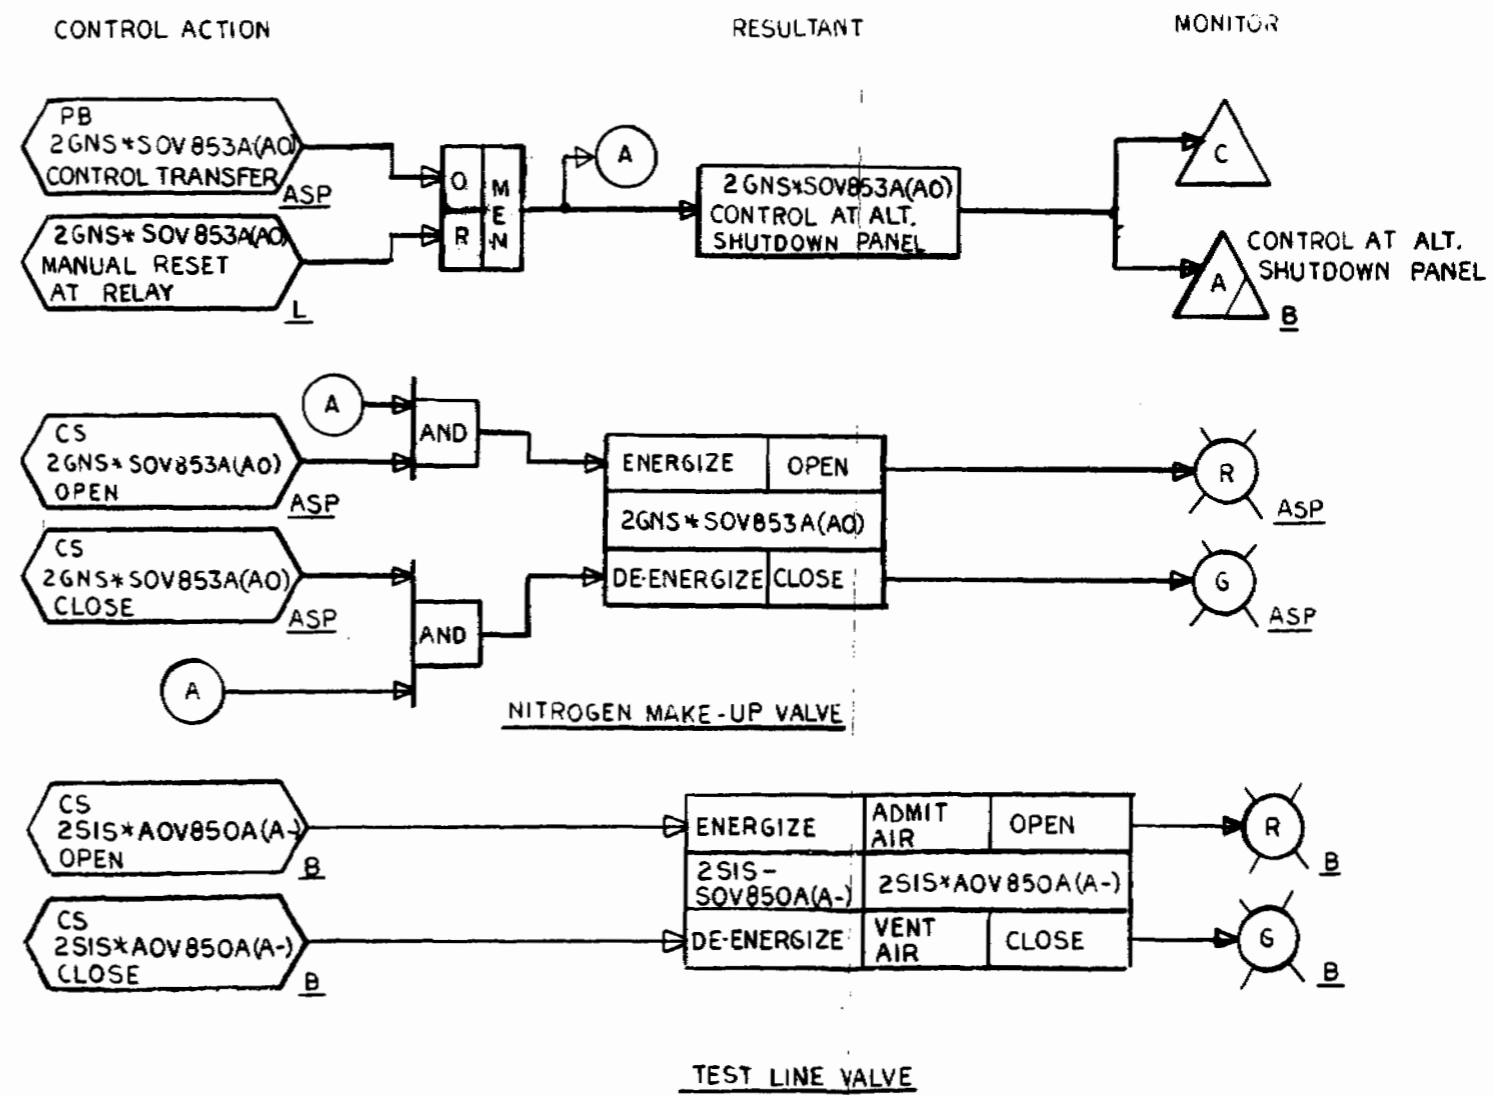 CONTROL ACTION
RESULTANT
MONITOR
PB
2GNS*SOV853A(AO)
CONTROL TRANSFER
ASP
2GNS*SOV853A(AO)
MANUAL RESET
AT RELAY
L
O
R
MEM
A
2GNS*SOV853A(AO)
CONTROL AT ALT.
SHUTDOWN PANEL
C
A
B
CONTROL AT ALT.
SHUTDOWN PANEL
A
CS
2GNS*SOV853A(AO)
OPEN
ASP
AND
ENERGIZE
OPEN
2GNS*SOV853A(AO)
DE-ENERGIZE
CLOSE
R
ASP
CS
2GNS*SOV853A(AO)
CLOSE
ASP
AND
G
ASP
A
NITROGEN MAKE-UP VALVE
CS
2SIS*AOV850A(A-)
OPEN
B
ENERGIZE
ADMIT
AIR
OPEN
2SIS-
SOV850A(A-)
2SIS*AOV850A(A-)
DE-ENERGIZE
VENT
AIR
CLOSE
R
B
CS
2SIS*AOV850A(A-)
CLOSE
B
G
B
TEST LINE VALVE